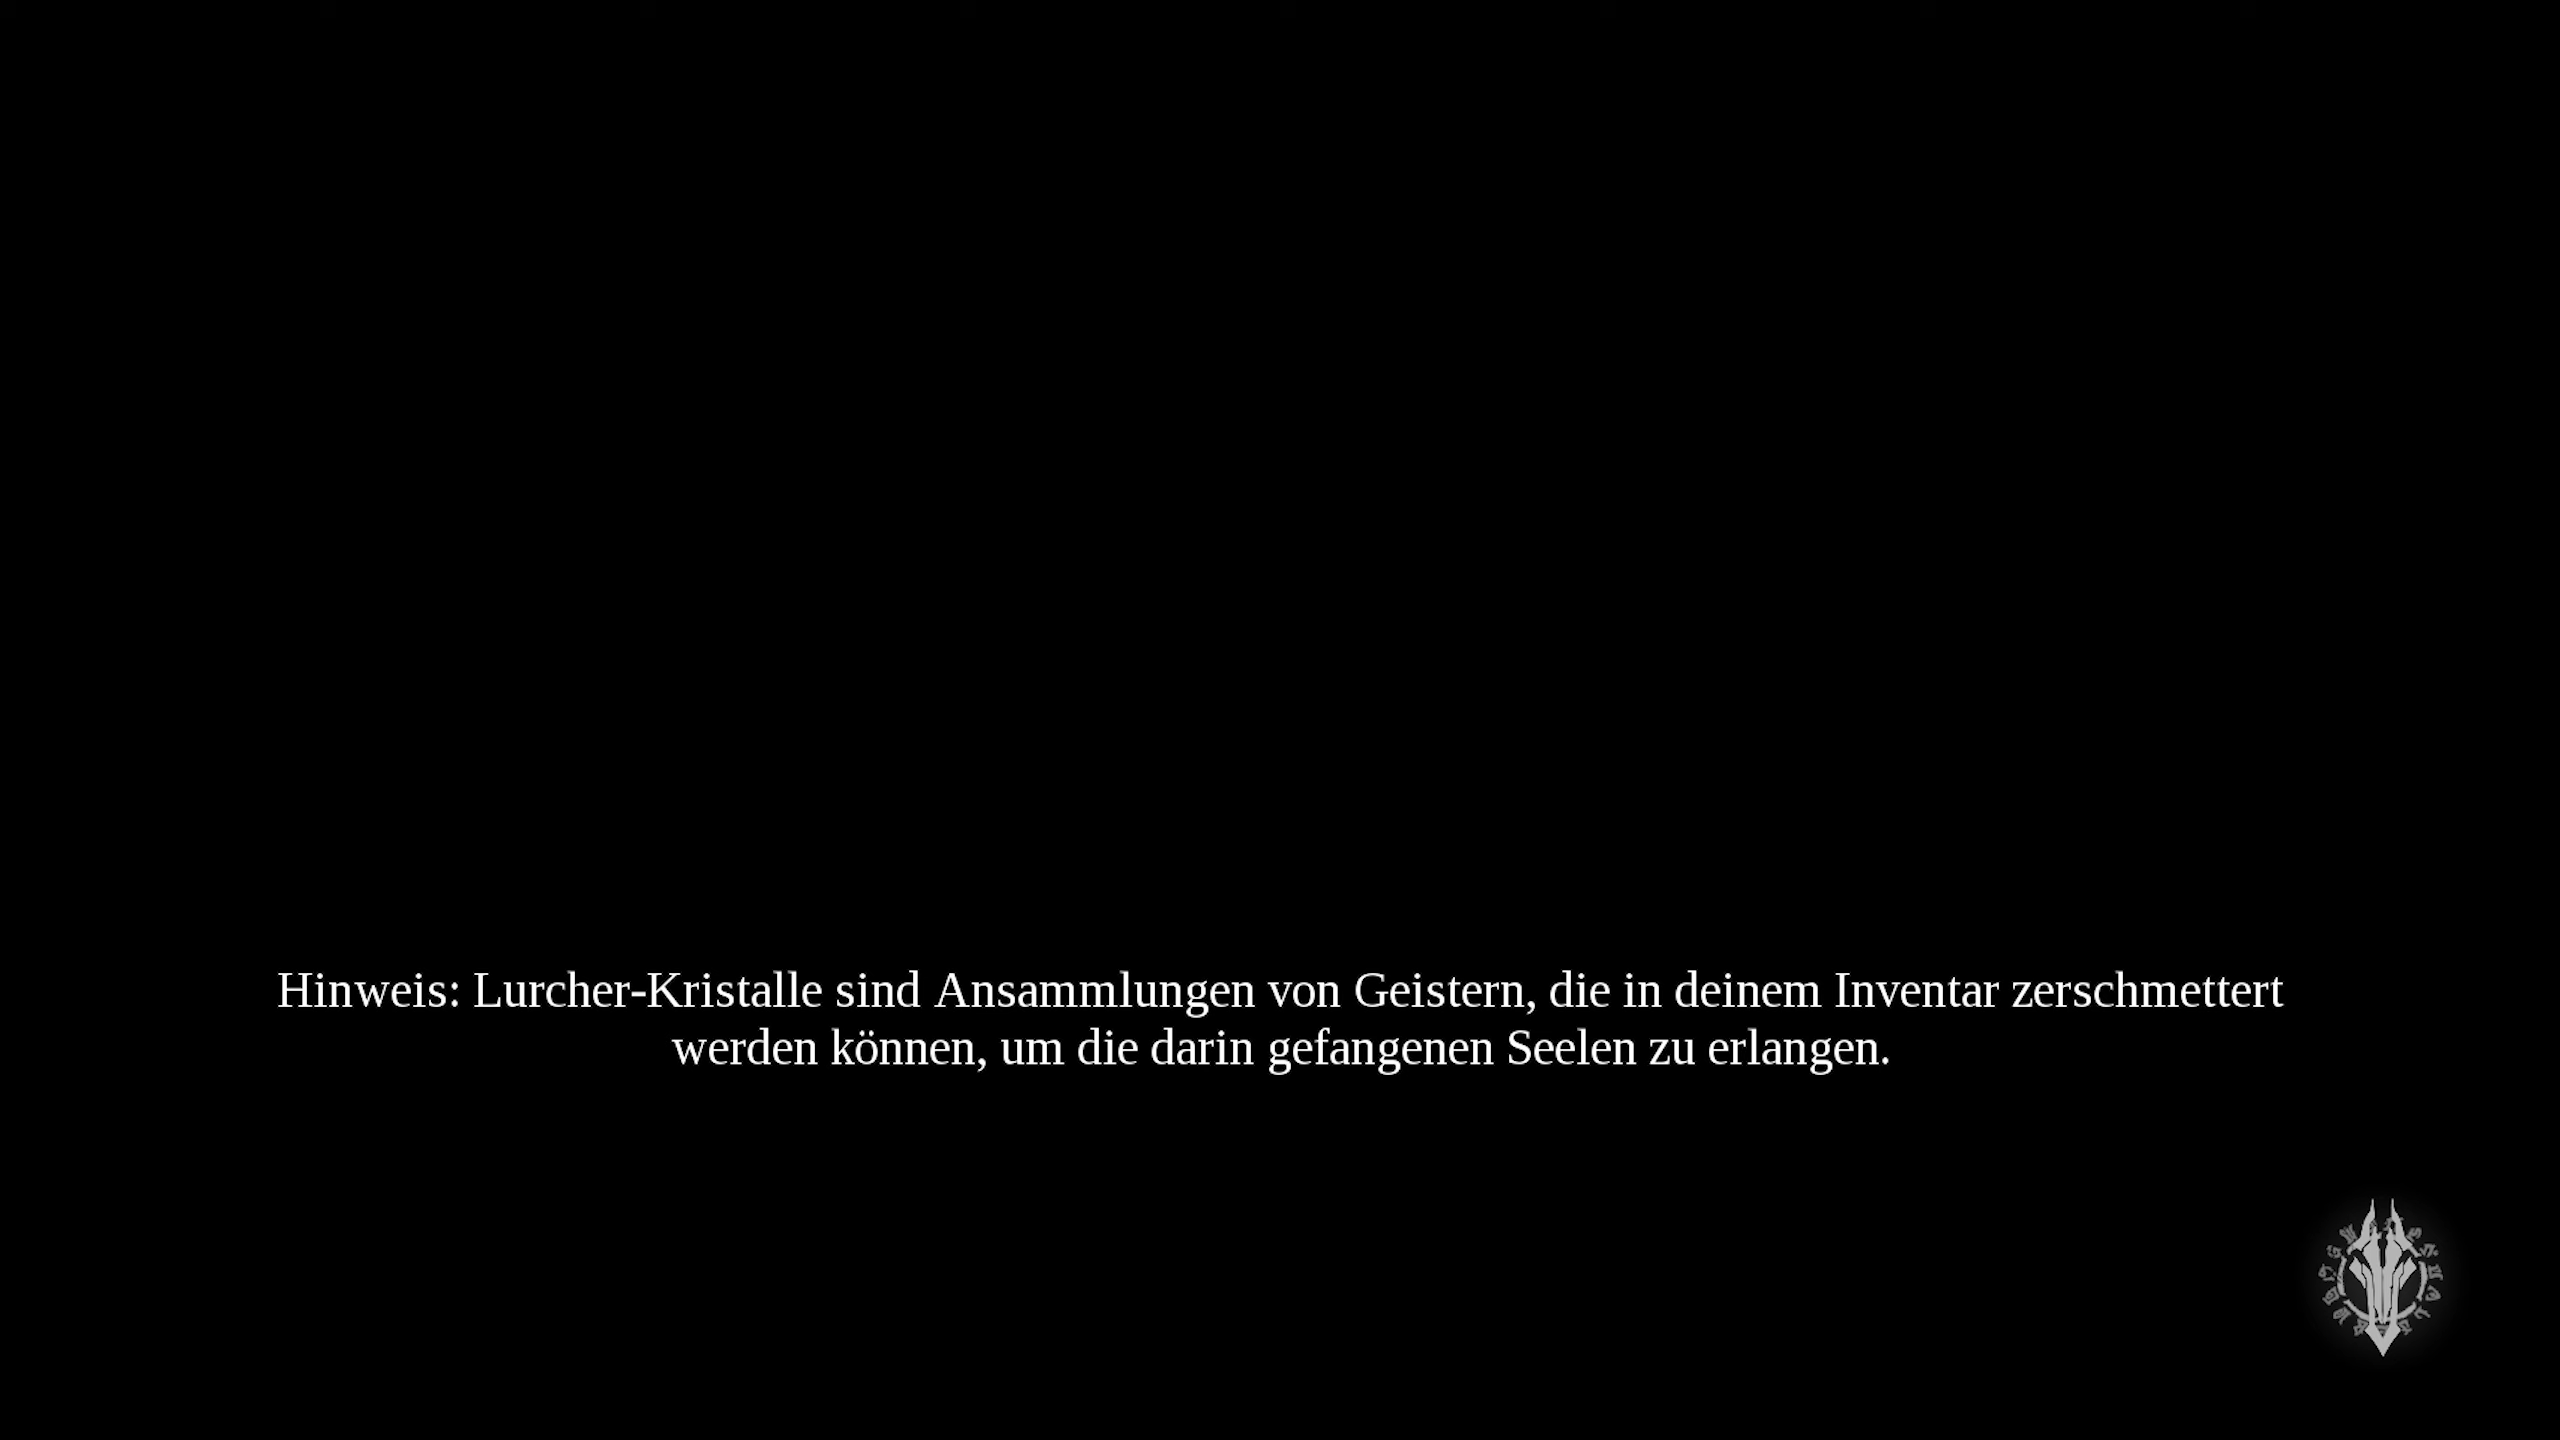 Hinweis: Lurcher-Kristalle sind Ansammlungen von Geistern, die in deinem Inventar zerschmettert
werden können, um die darin gefangenen Seelen zu erlangen.